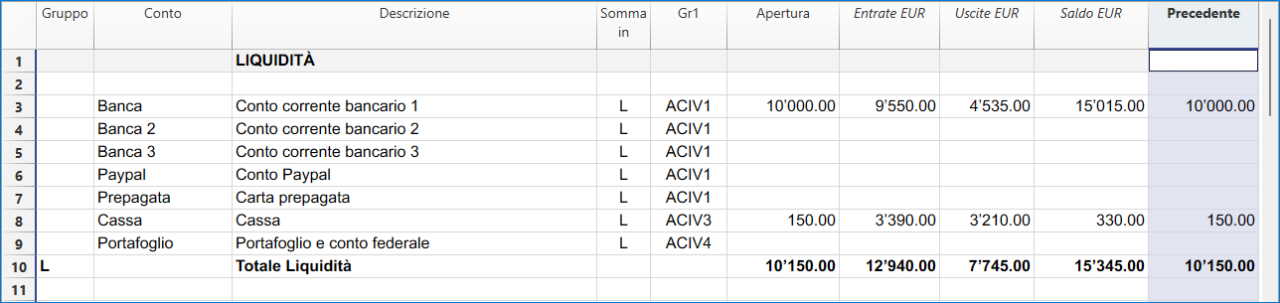 Gruppo Conto Descrizione Somma in Gr1 Apertura Entrate EUR Uscite EUR Saldo EUR Precedente
1 LIQUIDITÀ
2
3 Banca Conto corrente bancario 1 L ACIV1 10’000.00 9’550.00 4’535.00 15’015.00 10’000.00
4 Banca 2 Conto corrente bancario 2 L ACIV1
5 Banca 3 Conto corrente bancario 3 L ACIV1
6 Paypal Conto Paypal L ACIV1
7 Prepagata Carta prepagata L ACIV1
8 Cassa Cassa L ACIV3 150.00 3’390.00 3’210.00 330.00 150.00
9 Portafoglio Portafoglio e conto federale L ACIV4
10 L Totale Liquidità 10’150.00 12’940.00 7’745.00 15’345.00 10’150.00
11